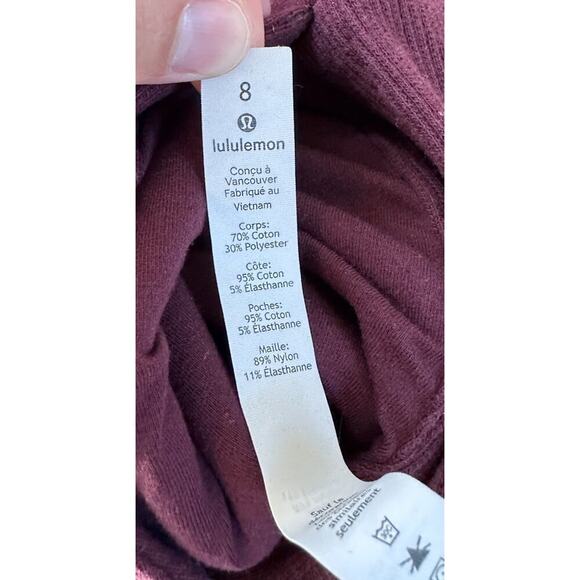 8
lululemon
Conçu à
Vancouver
Fabriqué au
Vietnam
Corps:
70% Coton
30% Polyester
Côte:
95% Coton
5% Élasthanne
Poches:
95% Coton
5% Élasthanne
Maille:
89% Nylon
11% Élasthanne
similaires
seulement